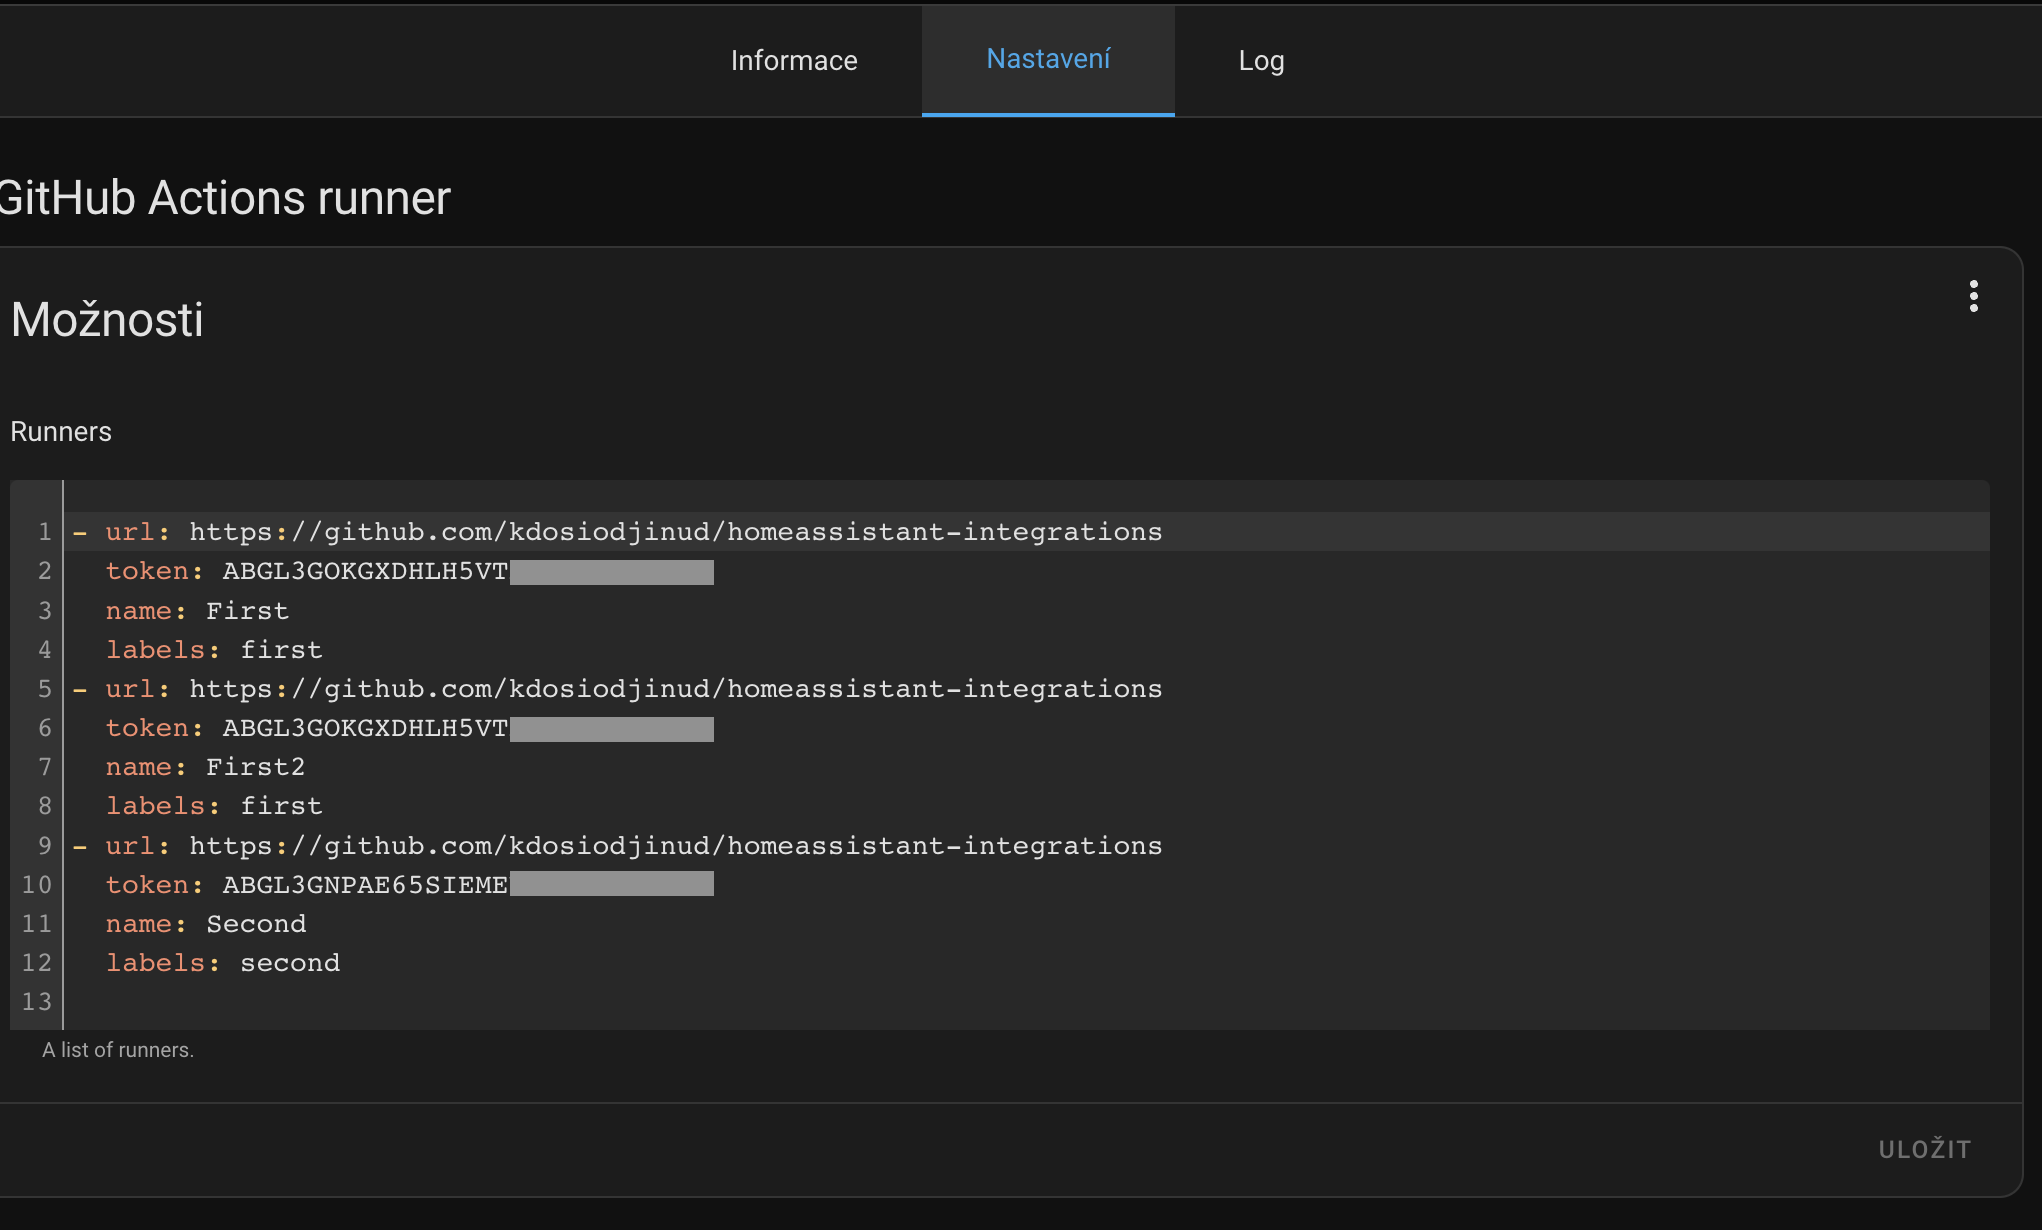 Informace Nastavení Log
GitHub Actions runner
Možnosti
Runners
1 - url: https://github.com/kdosiodjinud/homeassistant-integrations
2 token: ABGL3GOKGXDHLH5VT
3 name: First
4 labels: first
5 - url: https://github.com/kdosiodjinud/homeassistant-integrations
6 token: ABGL3GOKGXDHLH5VT
7 name: First2
8 labels: first
9 - url: https://github.com/kdosiodjinud/homeassistant-integrations
10 token: ABGL3GNPAE65SIEME
11 name: Second
12 labels: second
13
A list of runners.
ULOŽIT